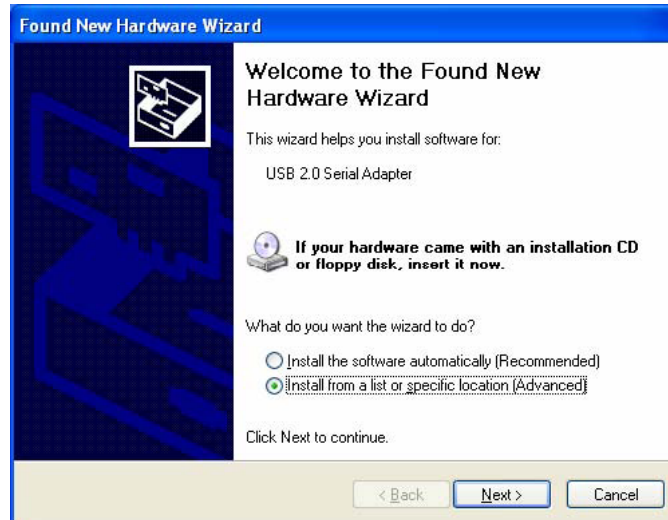 Found New Hardware Wizard
Welcome to the Found New
Hardware Wizard
This wizard helps you install software for:
USB 2.0 Serial Adapter
If your hardware came with an installation CD
or floppy disk, insert it now.
What do you want the wizard to do?
Install the software automatically (Recommended)
Install from a list or specific location (Advanced)
Click Next to continue.
< Back Next > Cancel